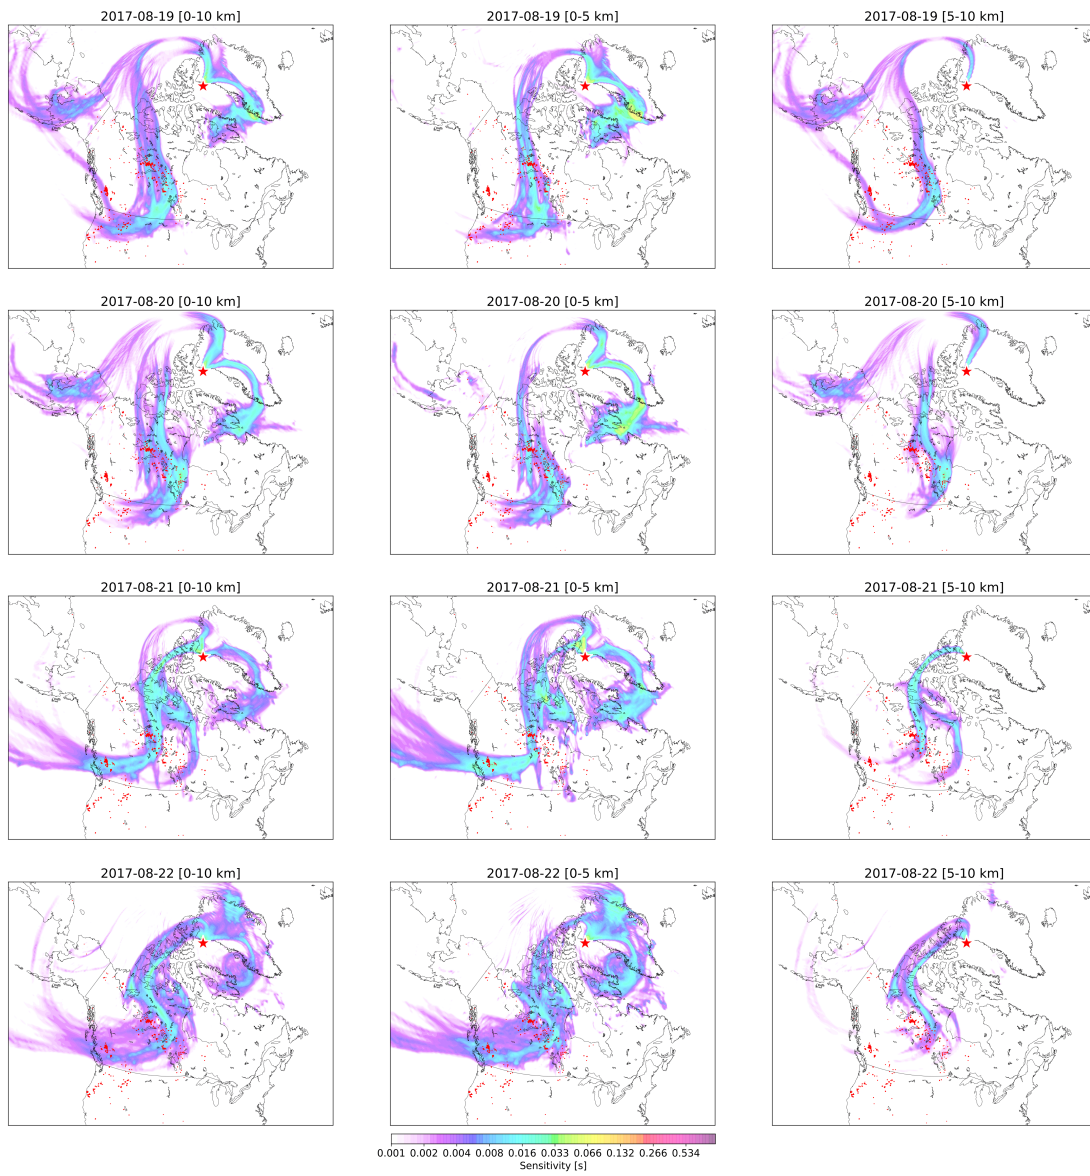 2017-08-19 [0-10 km]
2017-08-19 [0-5 km]
2017-08-19 [5-10 km]
2017-08-20 [0-10 km]
2017-08-20 [0-5 km]
2017-08-20 [5-10 km]
2017-08-21 [0-10 km]
2017-08-21 [0-5 km]
2017-08-21 [5-10 km]
2017-08-22 [0-10 km]
2017-08-22 [0-5 km]
2017-08-22 [5-10 km]
0.001 0.002 0.004 0.008 0.016 0.033 0.066 0.132 0.266 0.534
Sensitivity [s]